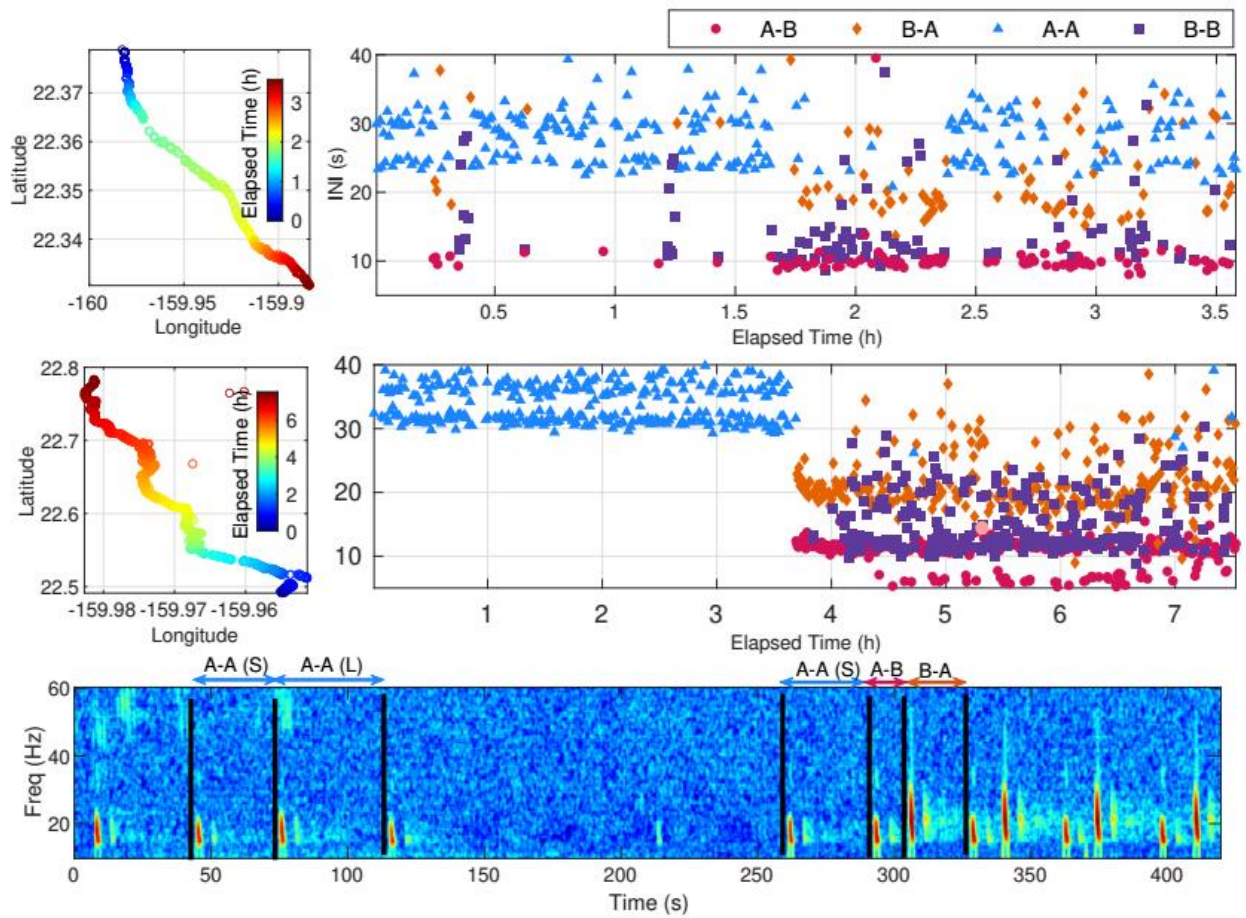 A-B B-A A-A B-B
22.37
22.36
22.35
22.34
Latitude
Elapsed Time (h)
3
2
1
0
-160 -159.95 -159.9
Longitude
40
30
20
10
INI (s)
0.5 1 1.5 2 2.5 3 3.5
Elapsed Time (h)
22.8
22.7
22.6
22.5
Latitude
Elapsed Time (h)
6
4
2
0
-159.98 -159.97 -159.96
Longitude
40
30
20
10
1 2 3 4 5 6 7
Elapsed Time (h)
A-A (S) A-A (L) A-A (S) A-B B-A
60
40
20
Freq (Hz)
0 50 100 150 200 250 300 350 400
Time (s)